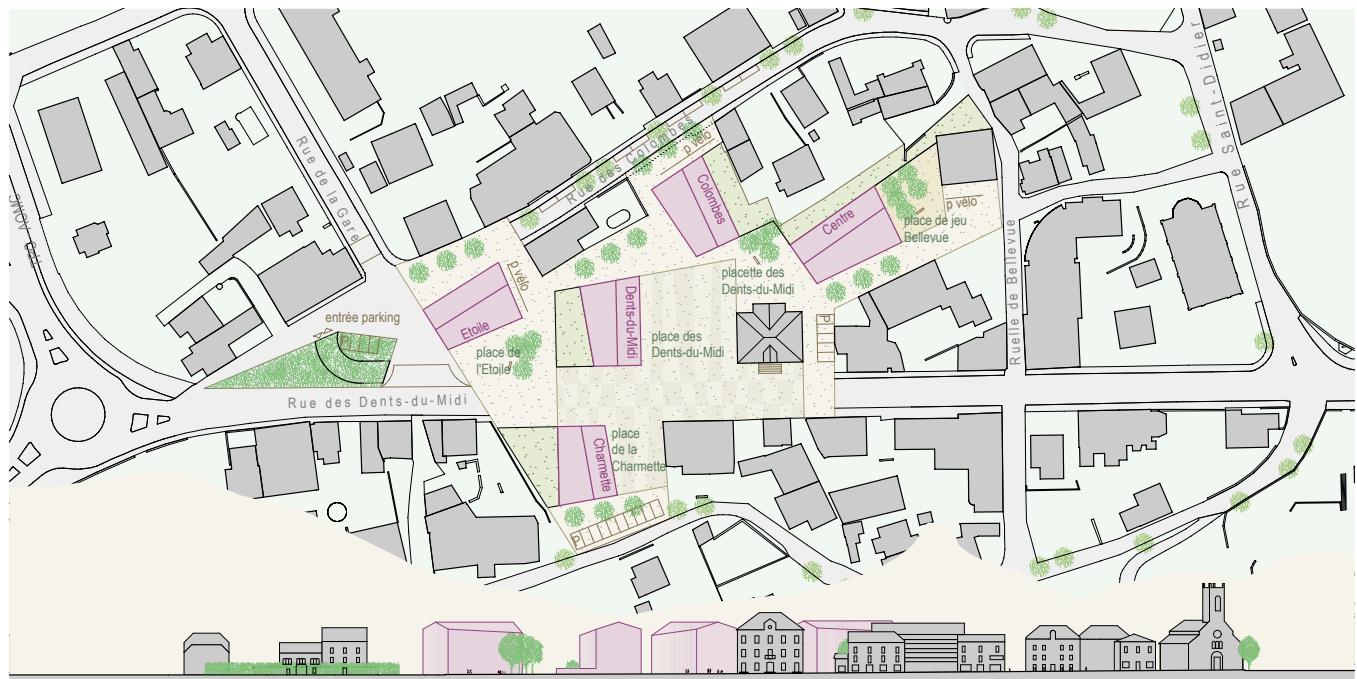 Rue Saint-Didier
Rue des Colombes
p vélo
Rue de la Gare
Colombes
Centre
p vélo
place de jeu
Bellevue
placette des
Dents-du-Midi
p vélo
Dents-du-Midi
Etoile
entrée parking
P
P
place de
l'Etoile
place des
Dents-du-Midi
Ruelle de Bellevue
Rue des Dents-du-Midi
Charmette
place
de la
Charmette
P